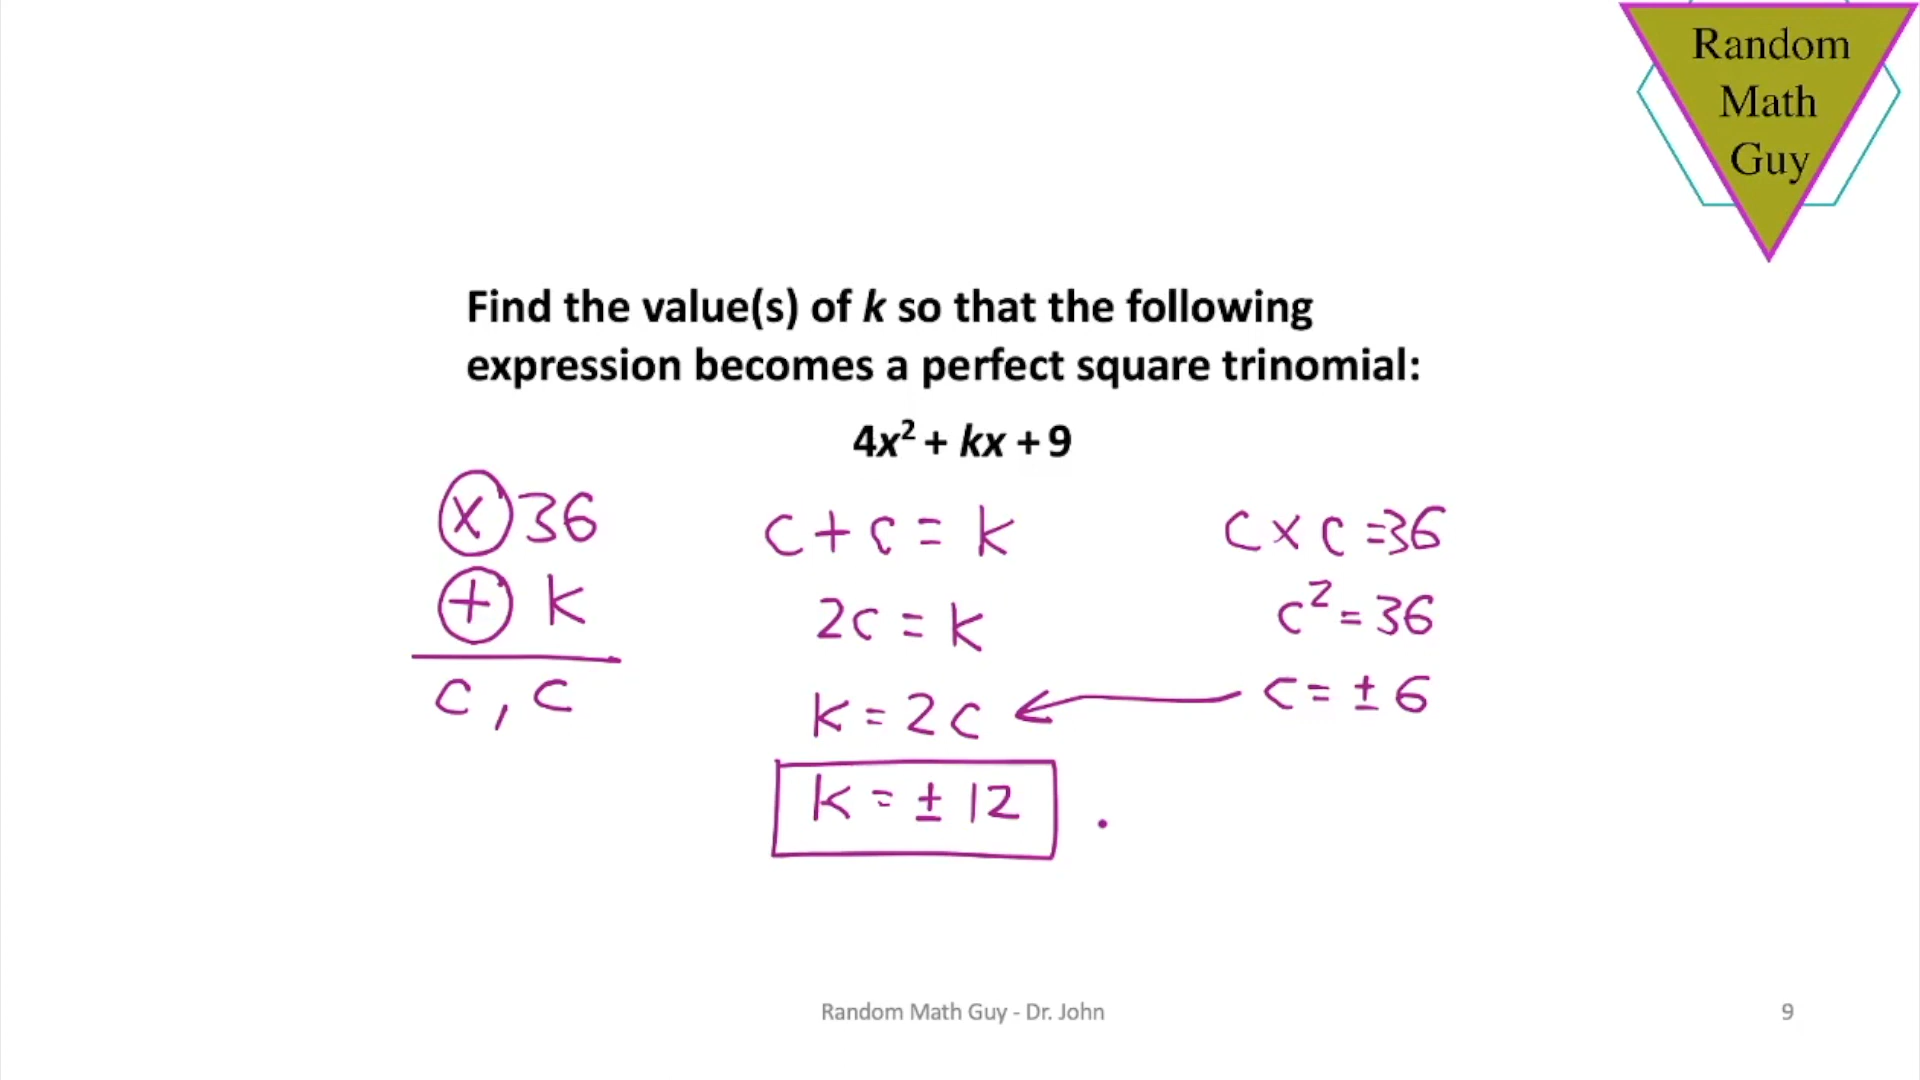 Random
Math
Guy
Find the value(s) of k so that the following
expression becomes a perfect square trinomial:
4x² + kx + 9
× 36
+ k
c, c
c + c = k
2c = k
k = 2c
k = ± 12
c × c = 36
c² = 36
c = ± 6
Random Math Guy - Dr. John
9